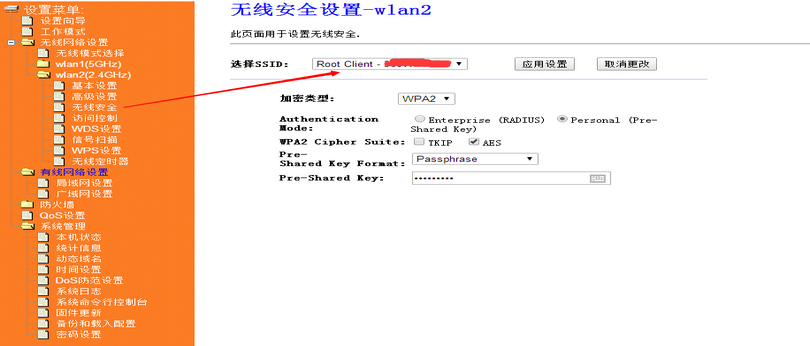 设置菜单:
设置向导
工作模式
无线网络设置
无线模式选择
wlan1(5GHz)
wlan2(2.4GHz)
基本设置
高级设置
无线安全
访问控制
WDS设置
信号扫描
WPS设置
无线定时器
有线网络设置
局域网设置
广域网设置
防火墙
QoS设置
系统管理
本机状态
统计信息
动态域名
时间设置
DoS防范设置
系统日志
系统命令行控制台
固件更新
备份和载入配置
密码设置
无线安全设置-wlan2
此页面用于设置无线安全.
选择SSID: Root Client - 应用设置 取消更改
加密类型: WPA2
Authentication Mode: Enterprise (RADIUS) Personal (Pre-Shared Key)
WPA2 Cipher Suite: TKIP AES
Pre-Shared Key Format: Passphrase
Pre-Shared Key: •••••••••